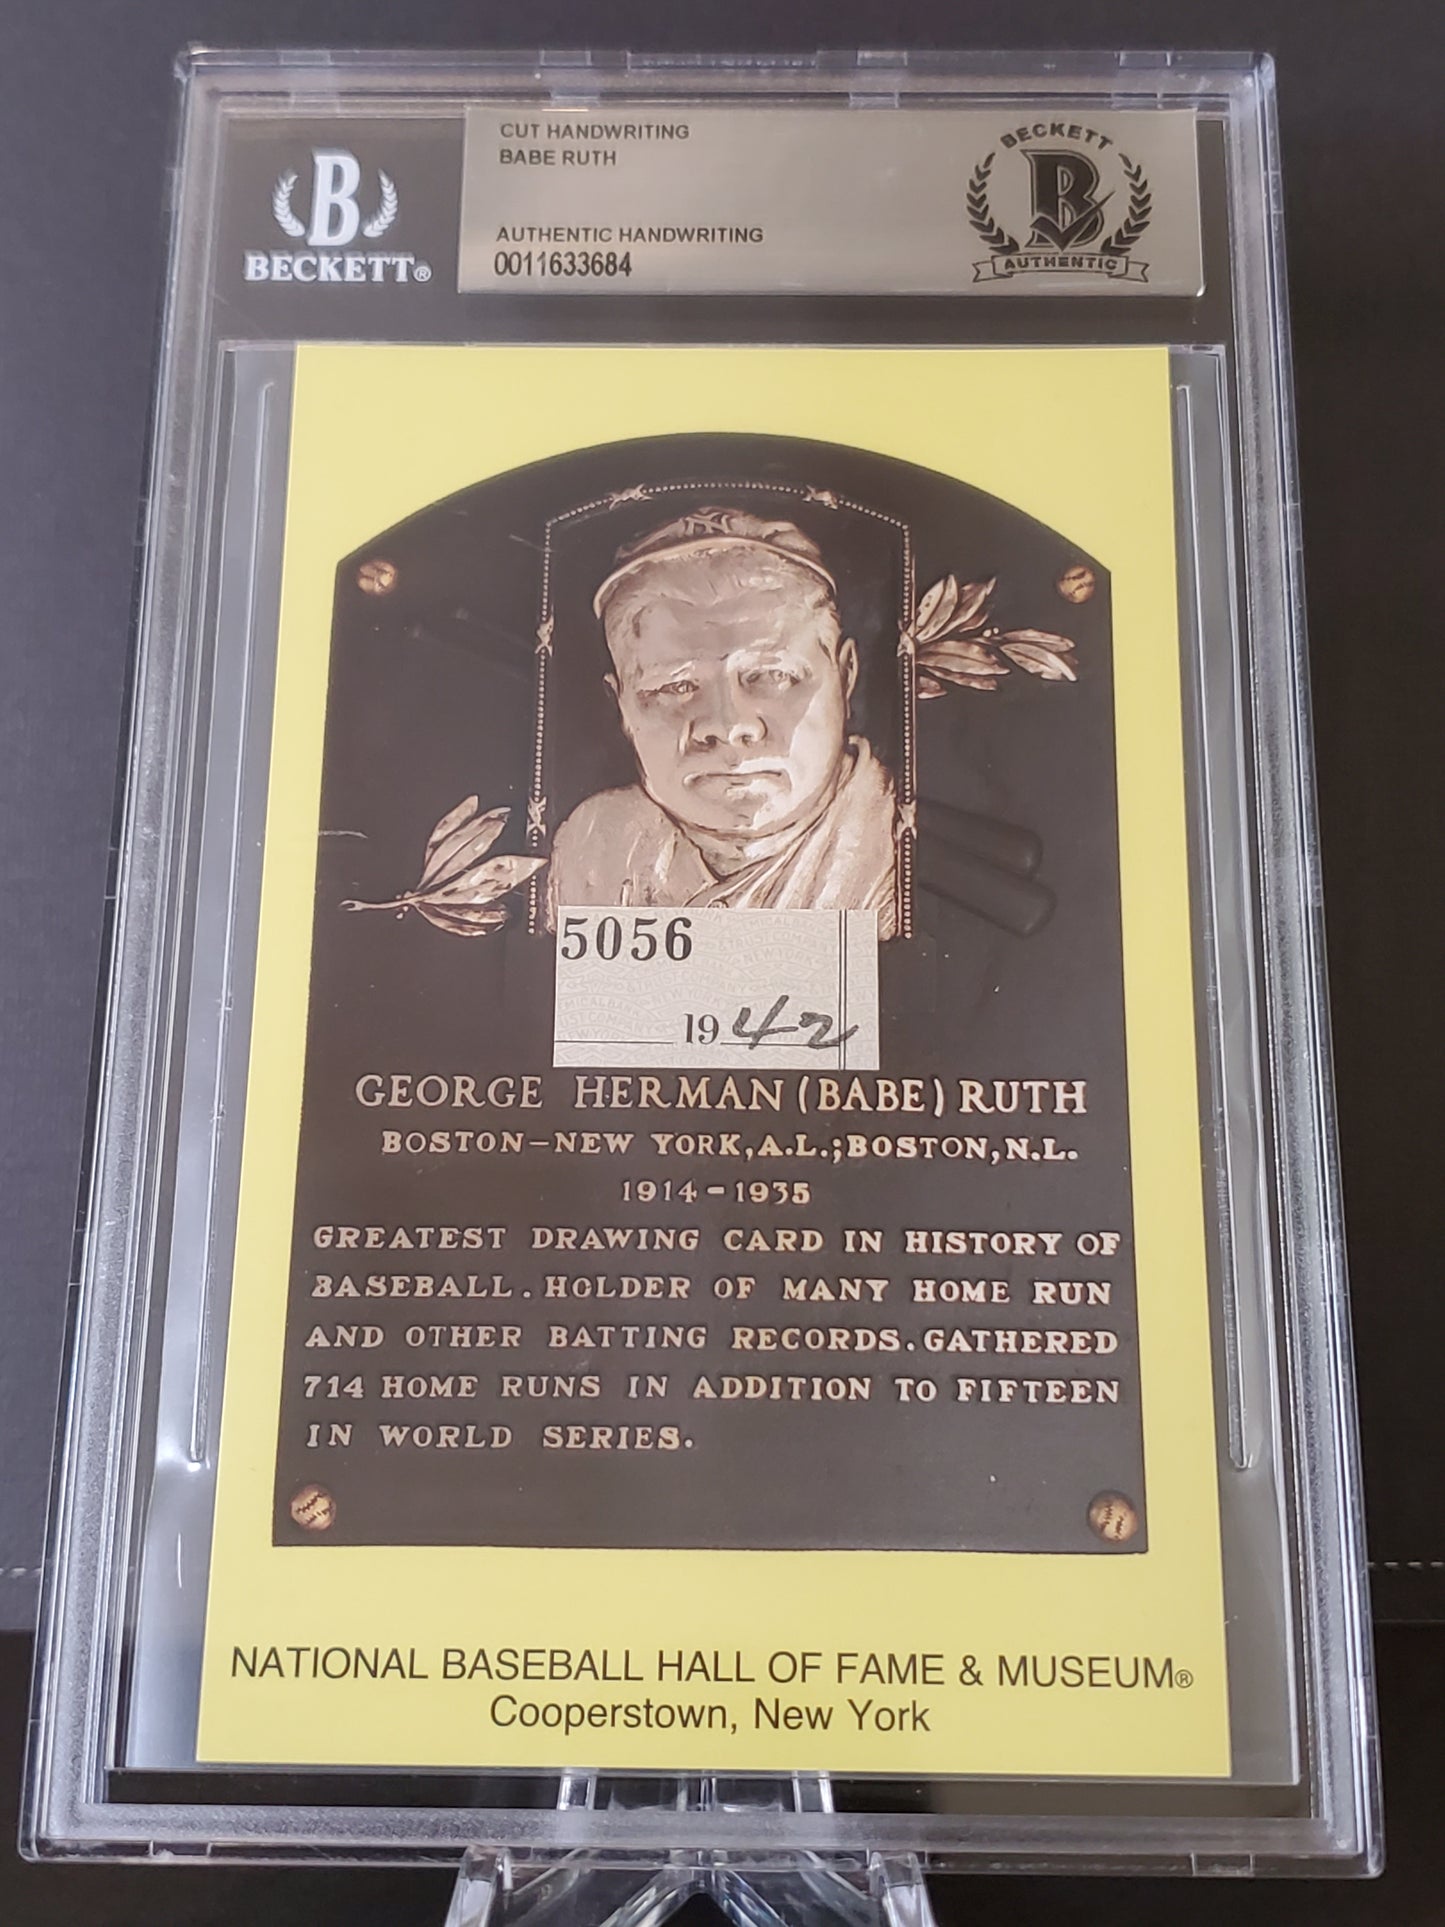 CUT HANDWRITING
BABE RUTH
AUTHENTIC HANDWRITING
0011633684
B
BECKETT®
BECKETT
B
AUTHENTIC
NY
5056
19 42
GEORGE HERMAN (BABE) RUTH
BOSTON-NEW YORK, A.L.; BOSTON, N.L.
1914-1935
GREATEST DRAWING CARD IN HISTORY OF
BASEBALL. HOLDER OF MANY HOME RUN
AND OTHER BATTING RECORDS. GATHERED
714 HOME RUNS IN ADDITION TO FIFTEEN
IN WORLD SERIES.
NATIONAL BASEBALL HALL OF FAME & MUSEUM®
Cooperstown, New York